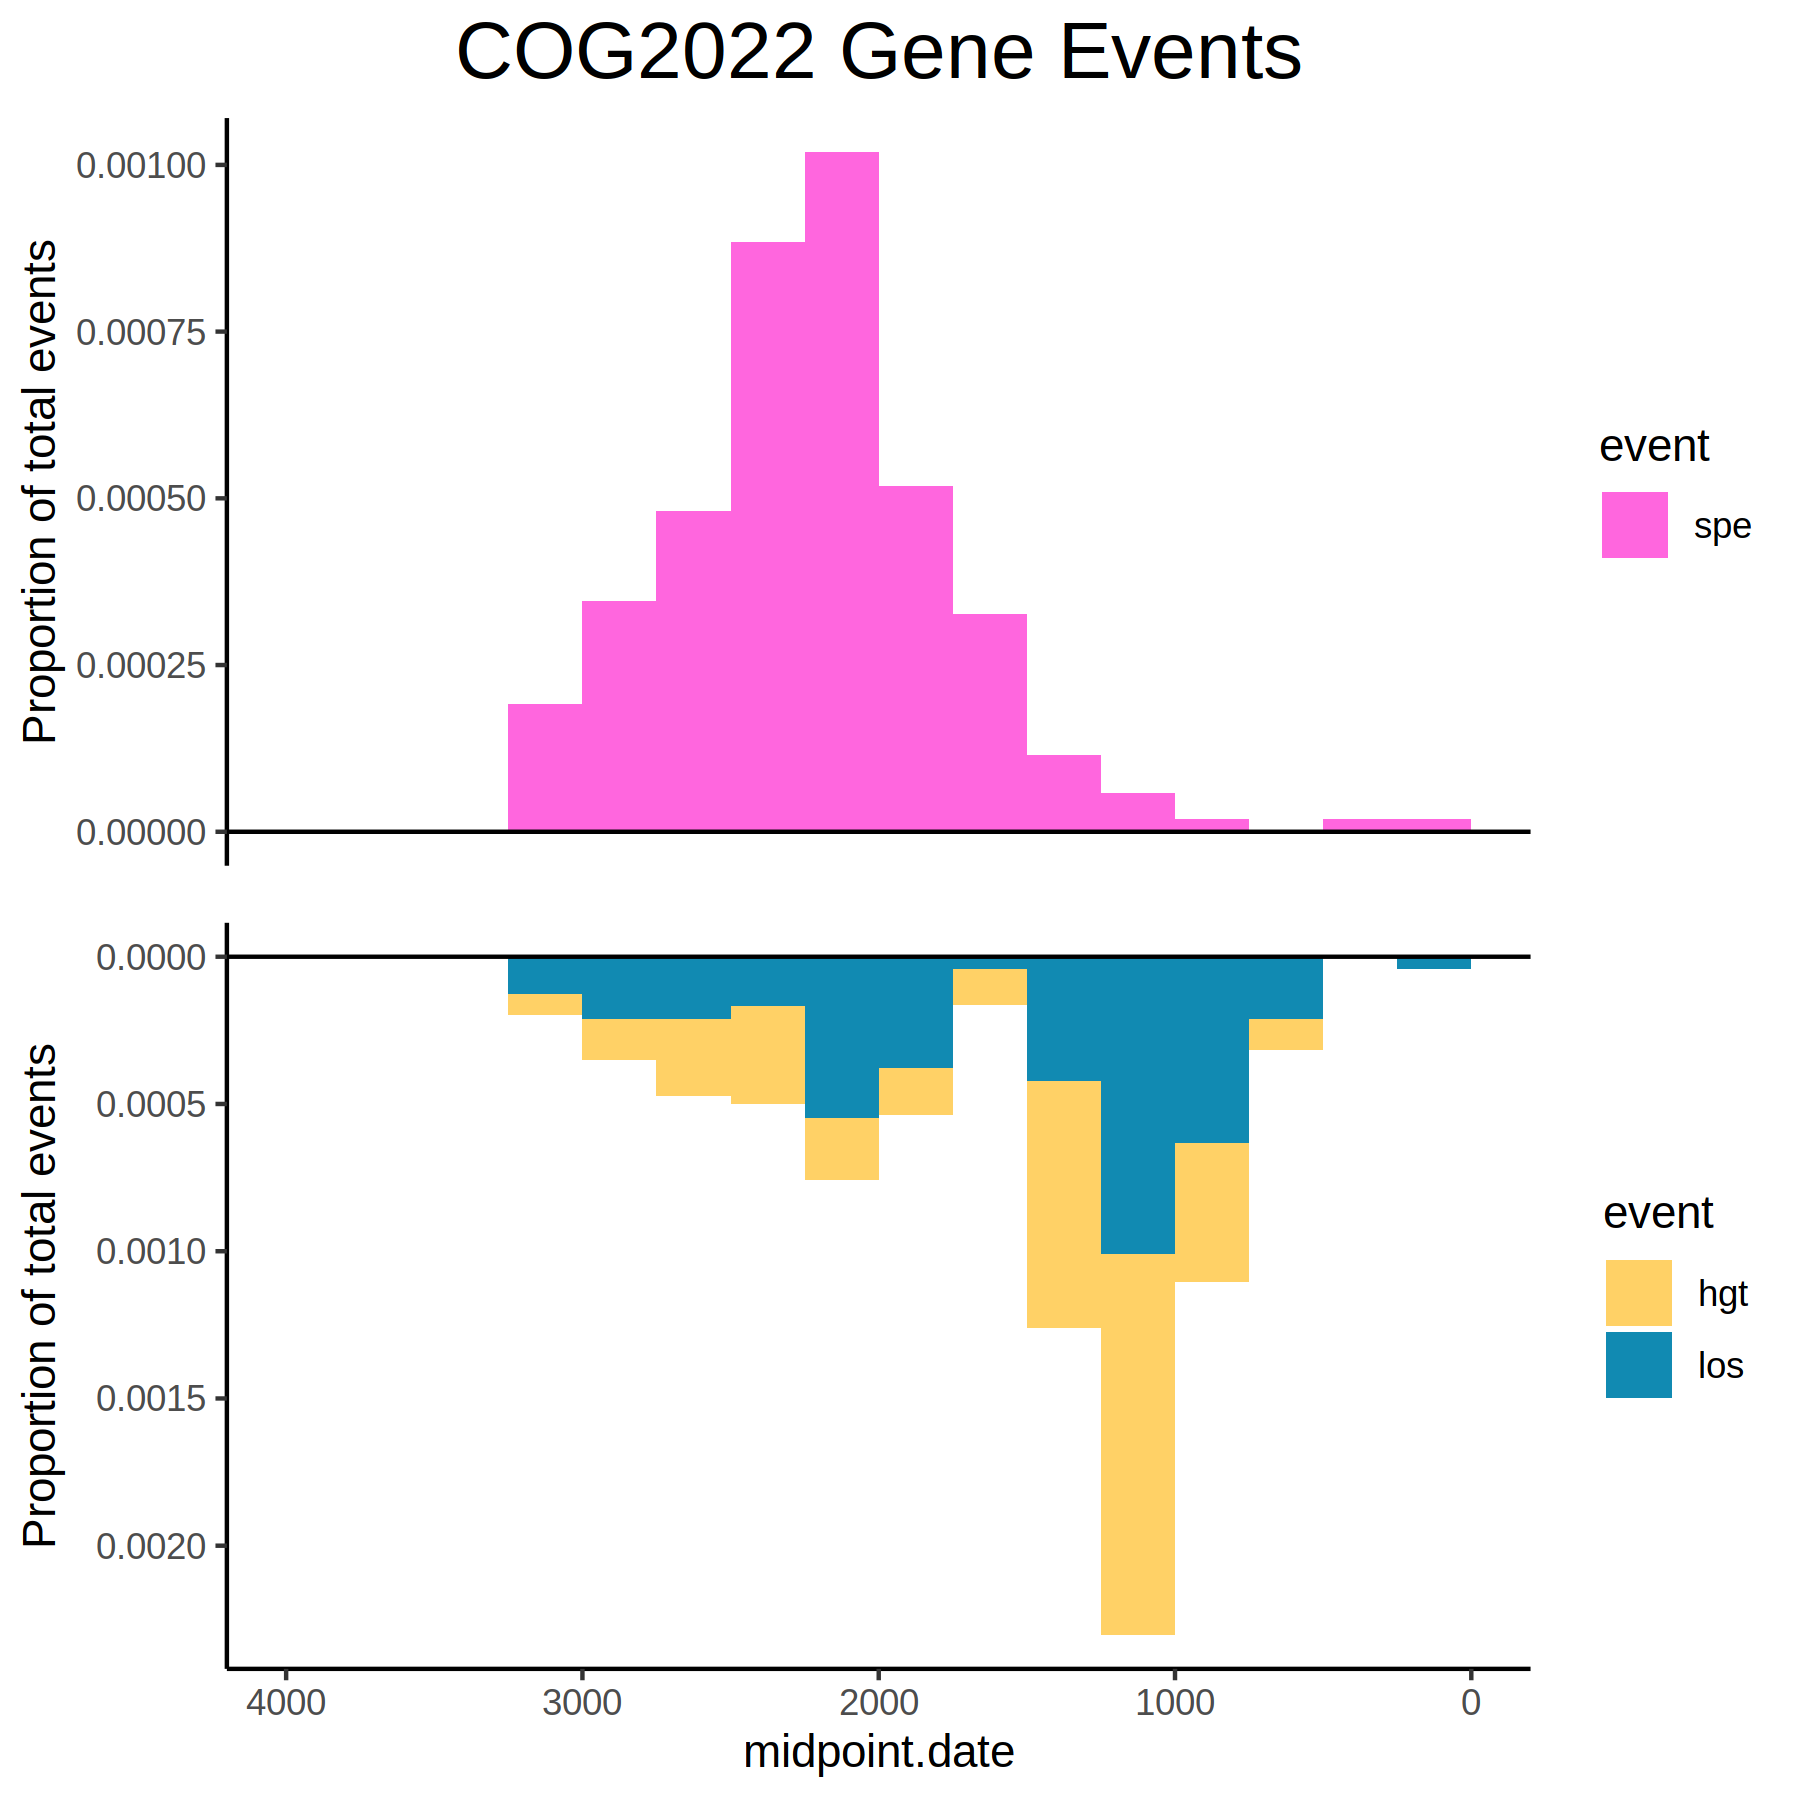 COG2022 Gene Events
Proportion of total events
0.00100
0.00075
0.00050
0.00025
0.00000
event
spe
Proportion of total events
0.0000
0.0005
0.0010
0.0015
0.0020
event
hgt
los
4000 3000 2000 1000 0
midpoint.date